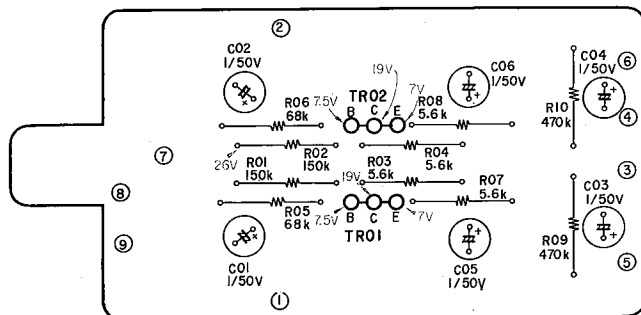 ②
C02
1/50V
C06
1/50V
C04
1/50V
⑥
TR02
19V
7V
7.5V
B C E
R06
68k
R08
5.6k
R10
470k
④
⑦
26V
R01
150k
R02
150k
R03
5.6k
R04
5.6k
③
19V
R07
5.6k
C03
1/50V
⑧
R05
68k
7.5V
B C E
7V
TR01
R09
470k
⑨
C01
1/50V
C05
1/50V
⑤
①